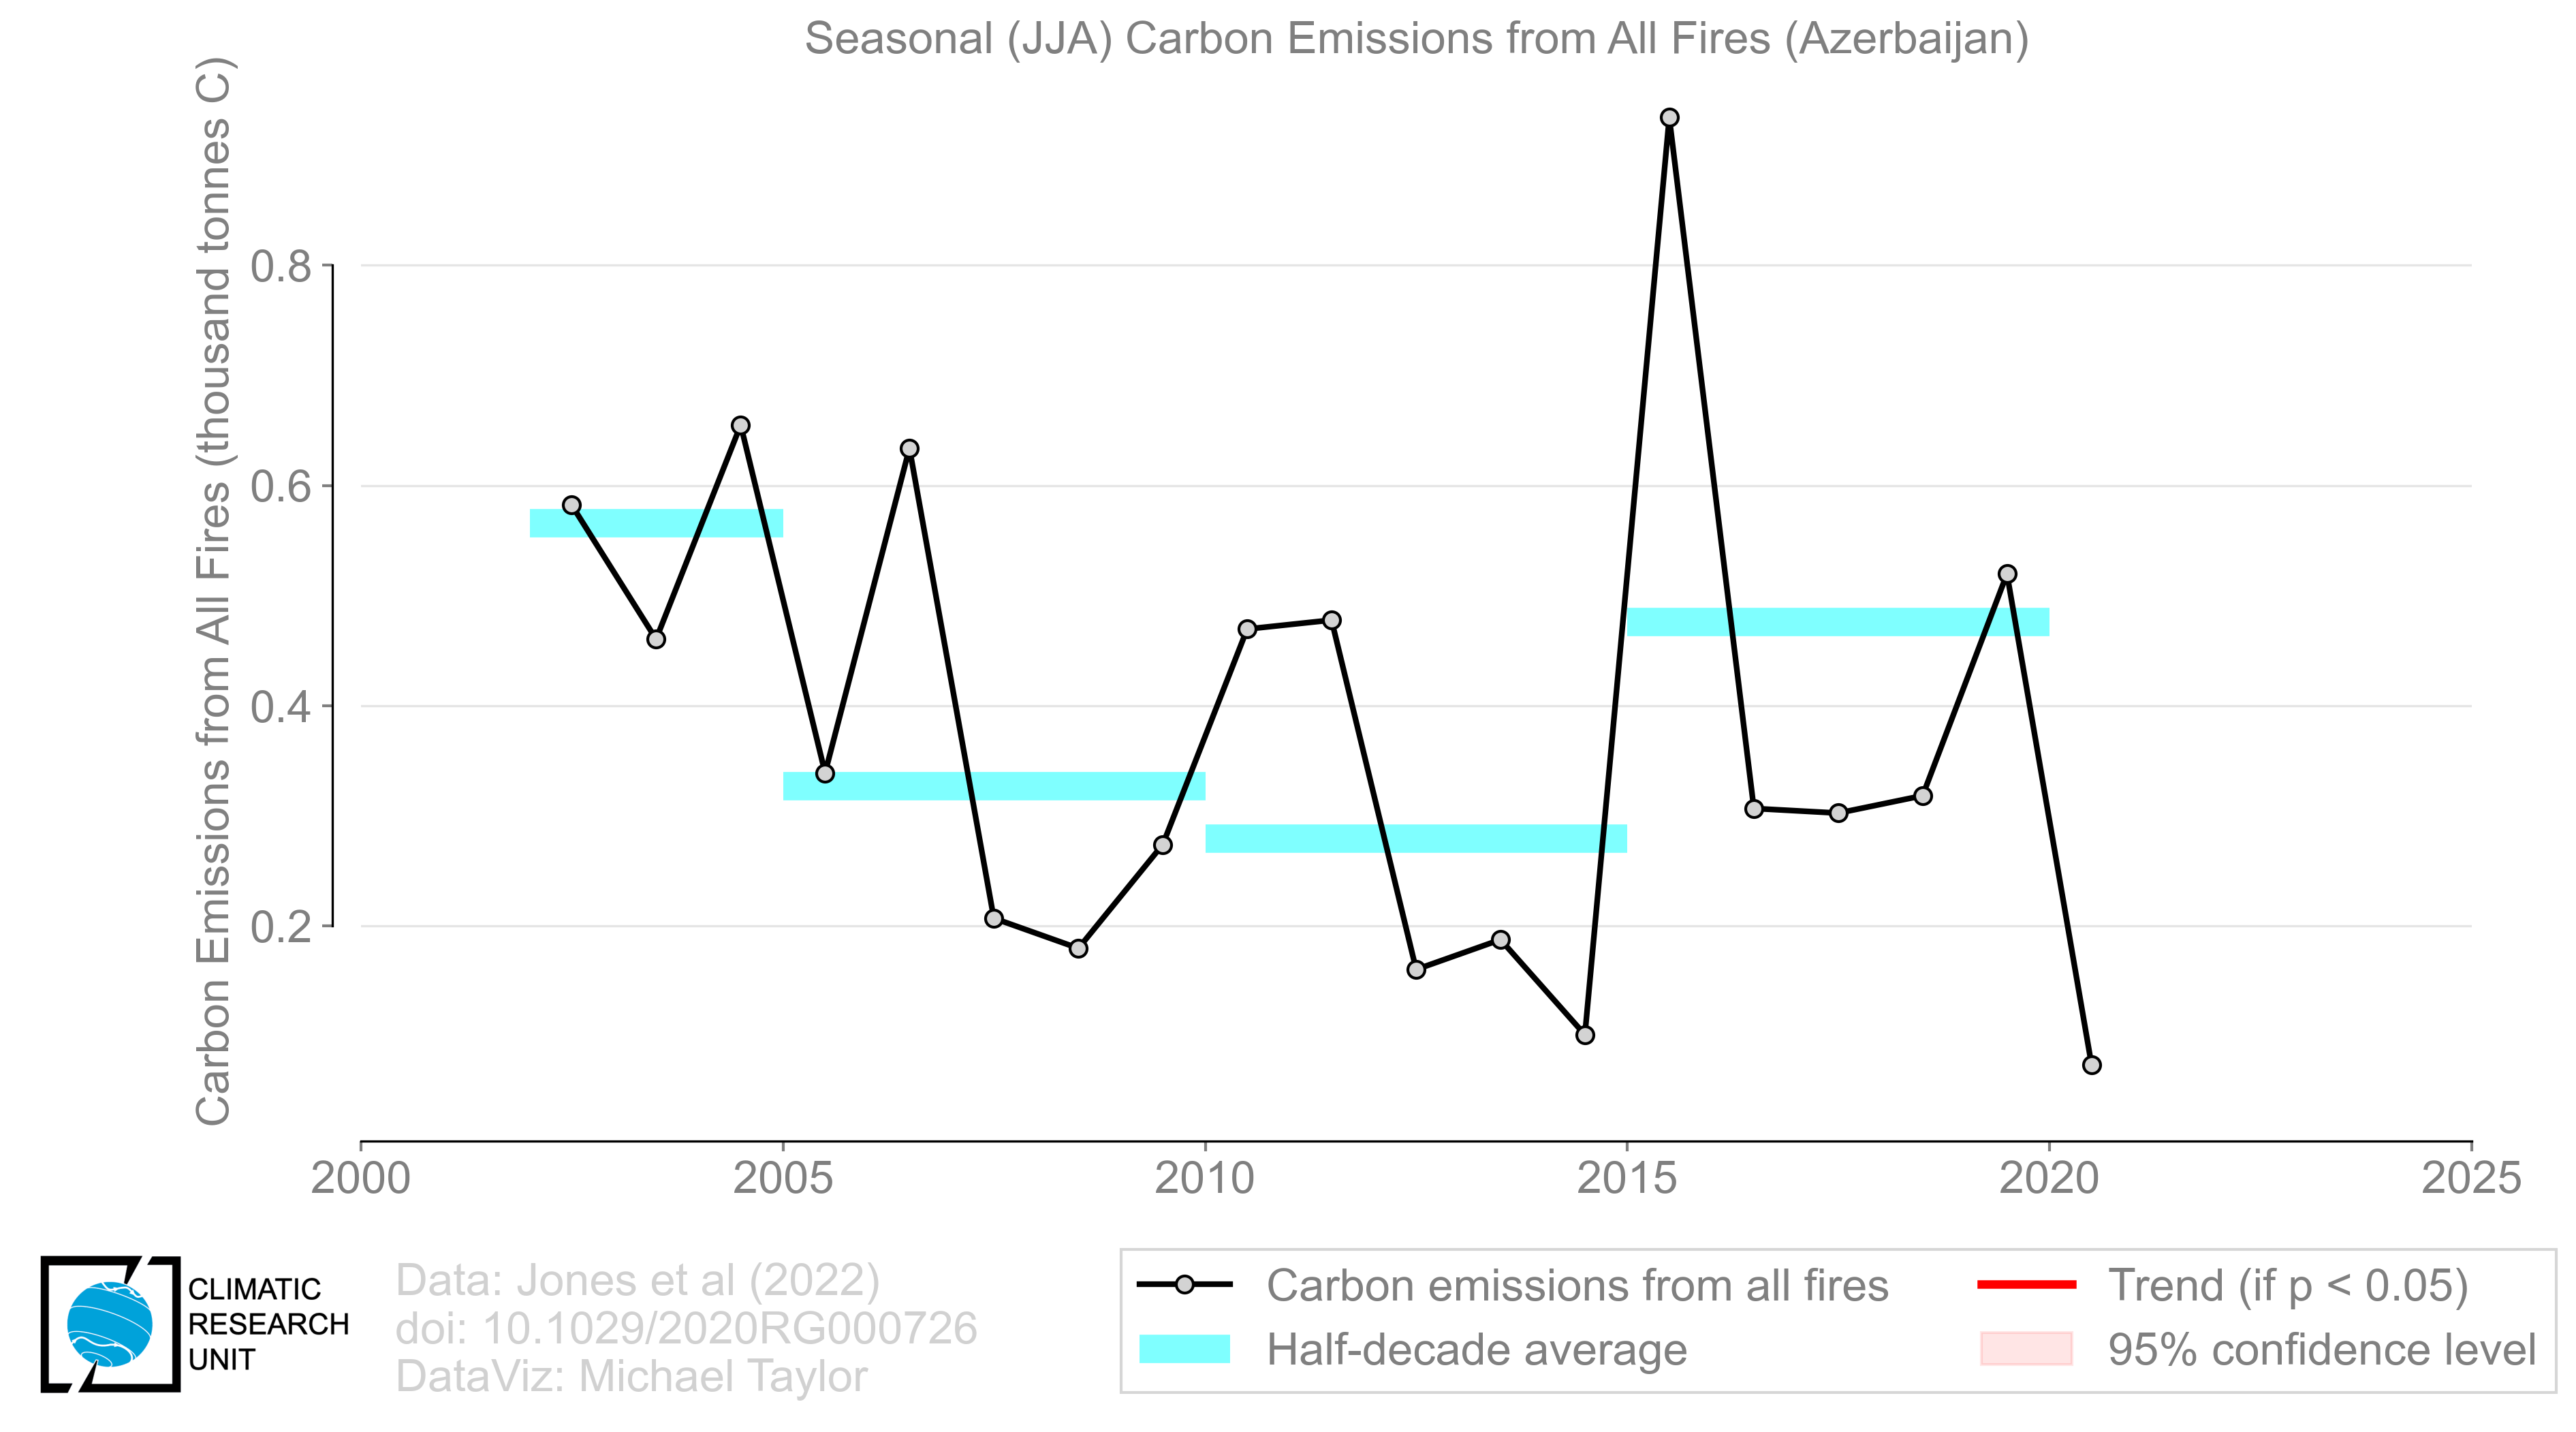 Seasonal (JJA) Carbon Emissions from All Fires (Azerbaijan)
Carbon Emissions from All Fires (thousand tonnes C)
0.8
0.6
0.4
0.2
2000 2005 2010 2015 2020 2025
CLIMATIC
RESEARCH
UNIT
Data: Jones et al (2022)
doi: 10.1029/2020RG000726
DataViz: Michael Taylor
Carbon emissions from all fires
Half-decade average
Trend (if p < 0.05)
95% confidence level